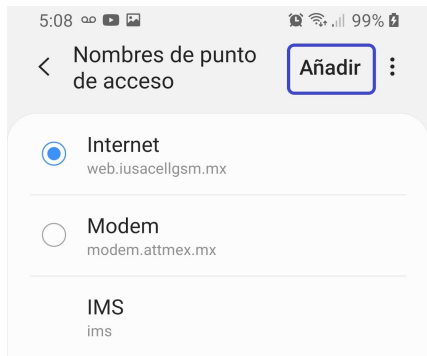 5:08 99%
Nombres de punto
de acceso
Añadir
Internet
web.iusacellgsm.mx
Modem
modem.attmex.mx
IMS
ims